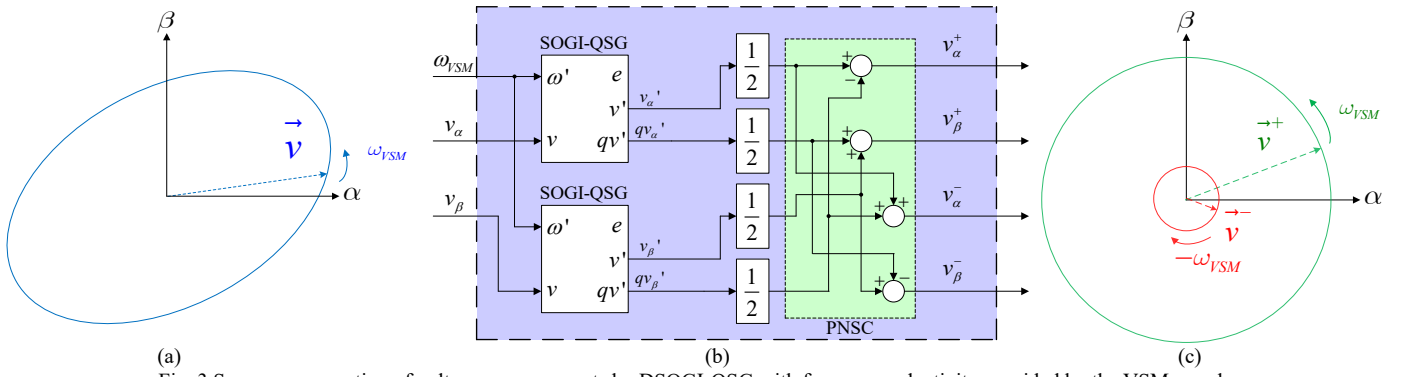 β
α
v⃗
ω_VSM
(a)
SOGI-QSG
ω_VSM
ω'
e
v'
v_α
v
qv'
v_α'
qv_α'
1/2
1/2
SOGI-QSG
ω'
e
v'
v_β
v
qv'
v_β'
qv_β'
1/2
1/2
+
−
+
+
+
+
+
−
PNSC
v_α^+
v_β^+
v_α^−
v_β^−
(b)
β
α
v⃗^+
ω_VSM
v⃗^−
−ω_VSM
(c)